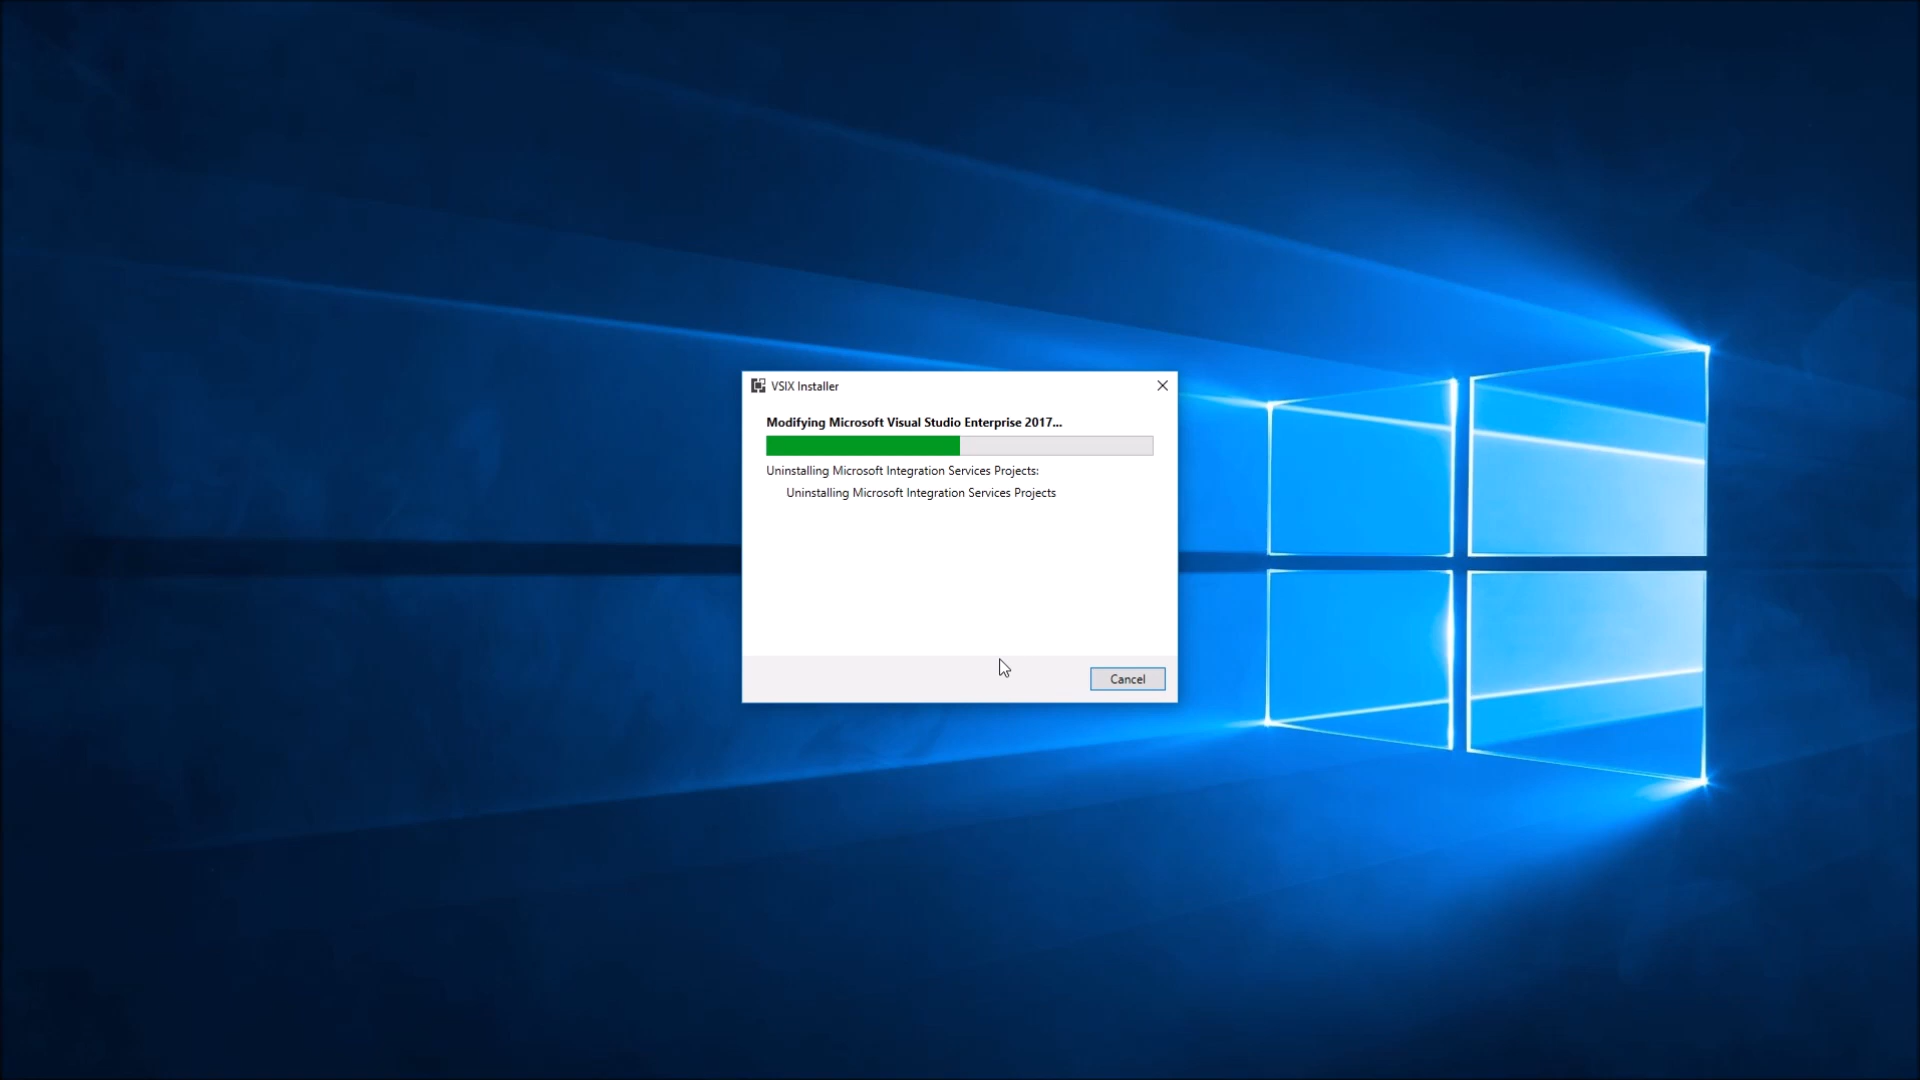 VSIX Installer
Modifying Microsoft Visual Studio Enterprise 2017...
Uninstalling Microsoft Integration Services Projects:
Uninstalling Microsoft Integration Services Projects
Cancel